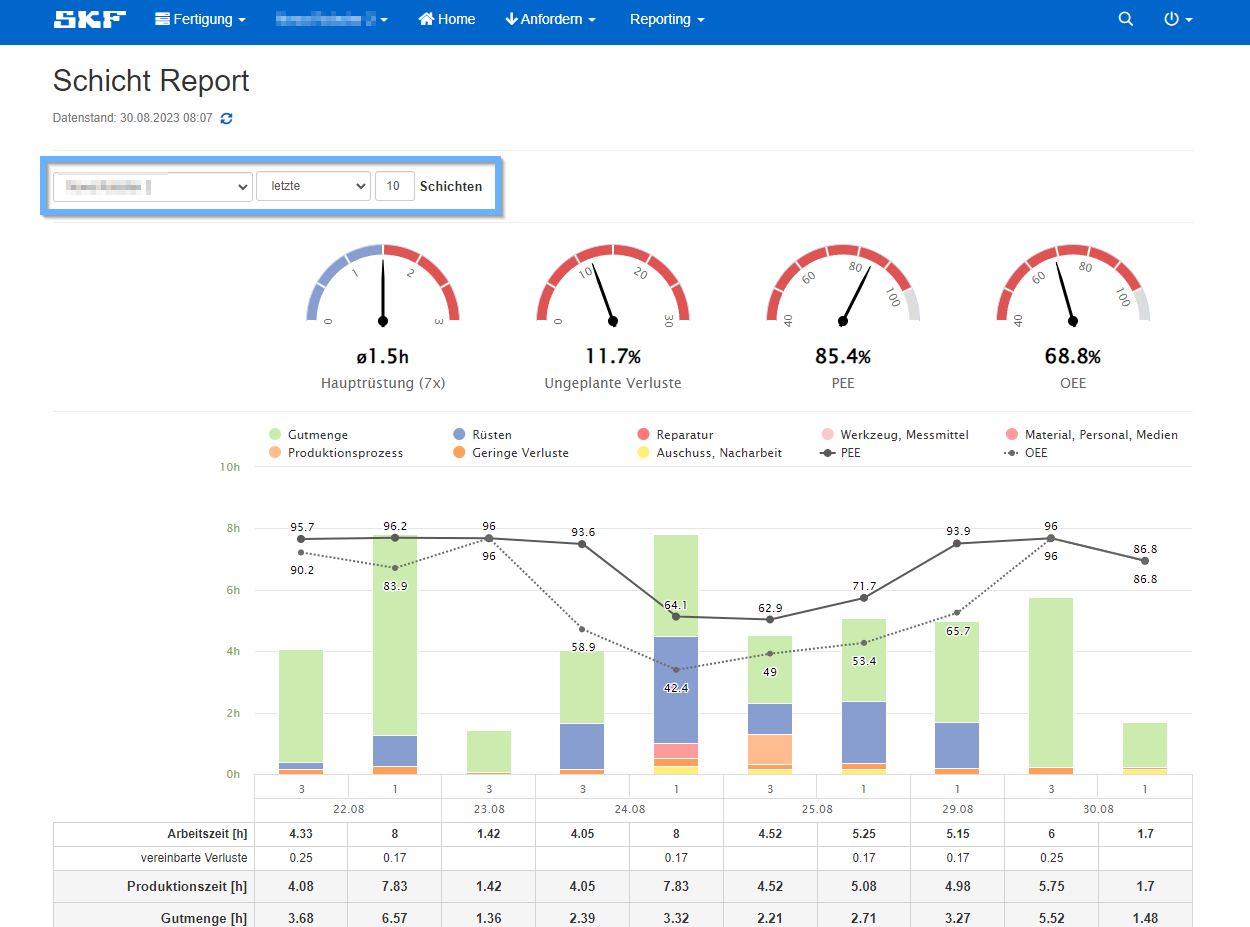 SKF Fertigung Home Anfordern Reporting
Schicht Report
Datenstand: 30.08.2023 08:07
letzte 10 Schichten
0 1 2 3
0 10 20 30
40 60 80 100
40 60 80 100
ø1.5h 11.7% 85.4% 68.8%
Hauptrüstung (7x) Ungeplante Verluste PEE OEE
Gutmenge Rüsten Reparatur Werkzeug, Messmittel Material, Personal, Medien
Produktionsprozess Geringe Verluste Auschuss, Nacharbeit PEE OEE
10h
8h
6h
4h
2h
0h
95.7 96.2 96 93.6 64.1 62.9 71.7 93.9 96 86.8
90.2 83.9 96 58.9 42.4 49 53.4 65.7 96 86.8
3 1 3 3 1 3 1 1 3 1
22.08 23.08 24.08 25.08 29.08 30.08
Arbeitszeit [h] 4.33 8 1.42 4.05 8 4.52 5.25 5.15 6 1.7
vereinbarte Verluste 0.25 0.17 0.17 0.17 0.17 0.25
Produktionszeit [h] 4.08 7.83 1.42 4.05 7.83 4.52 5.08 4.98 5.75 1.7
Gutmenge [h] 3.68 6.57 1.36 2.39 3.32 2.21 2.71 3.27 5.52 1.48